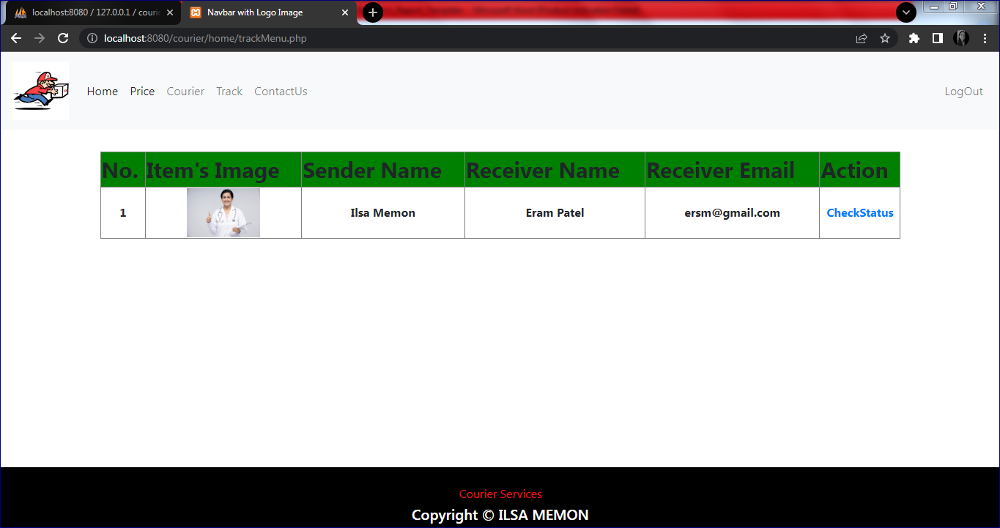 localhost:8080 / 127.0.0.1 / courie
Navbar with Logo Image
localhost:8080/courier/home/trackMenu.php
Home Price Courier Track ContactUs LogOut
No. Item's Image Sender Name Receiver Name Receiver Email Action
1 Ilsa Memon Eram Patel ersm@gmail.com CheckStatus
Courier Services
Copyright © ILSA MEMON